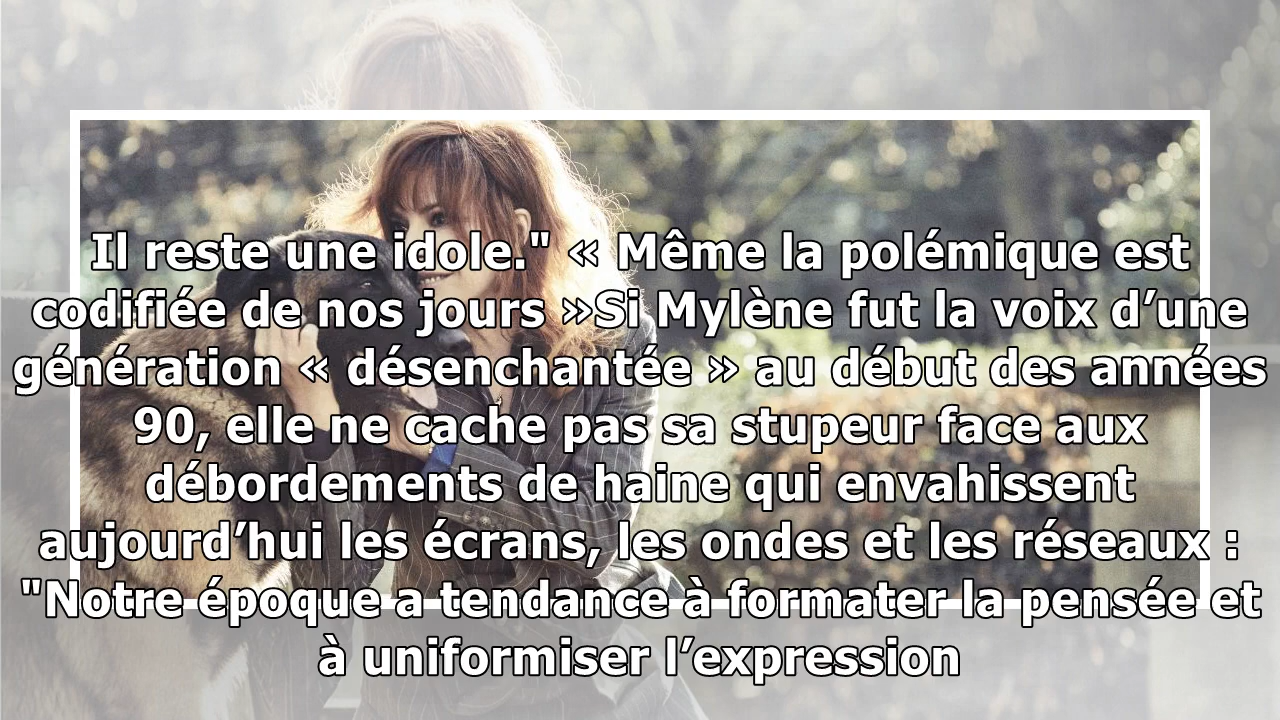 Il reste une idole." « Même la polémique est
codifiée de nos jours »Si Mylène fut la voix d’une
génération « désenchantée » au début des années
90, elle ne cache pas sa stupeur face aux
débordements de haine qui envahissent
aujourd’hui les écrans, les ondes et les réseaux :
"Notre époque a tendance à formater la pensée et
à uniformiser l’expression